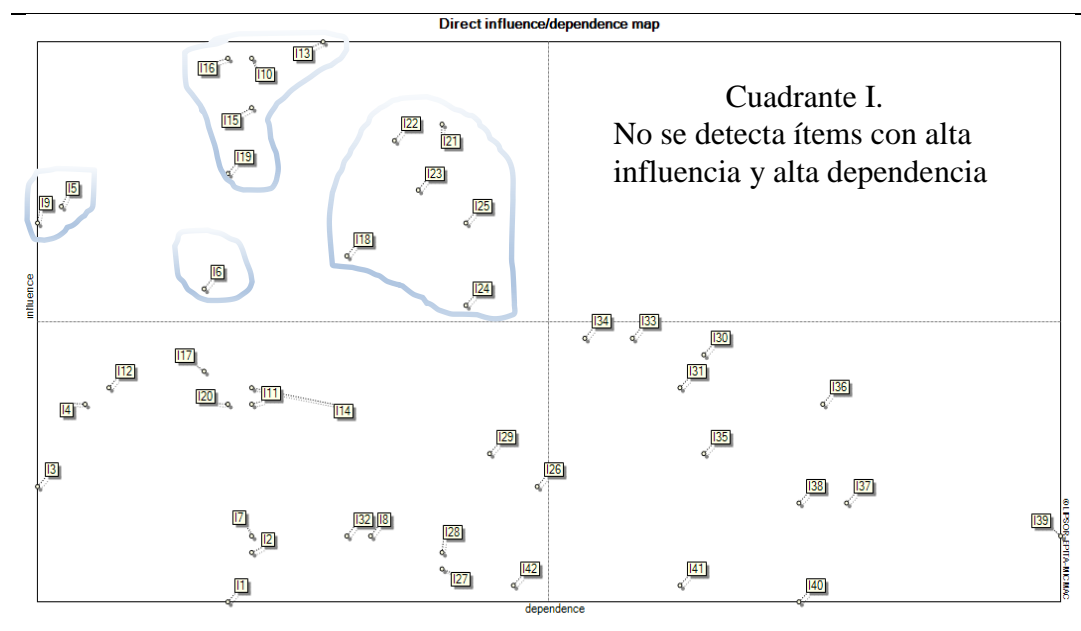 Direct influence/dependence map
I13
I16
I10
I15
I19
I22
I21
I23
I25
I18
I24
I5
I9
I6
Cuadrante I.
No se detecta ítems con alta
influencia y alta dependencia
influence
I34
I33
I30
I31
I36
I17
I12
I20
I11
I4
I14
I29
I35
I3
I26
I38
I37
I7
I2
I32
I8
I28
I27
I39
I1
I42
I41
I40
dependence
© LIPSOR-EPITA-MICMAC